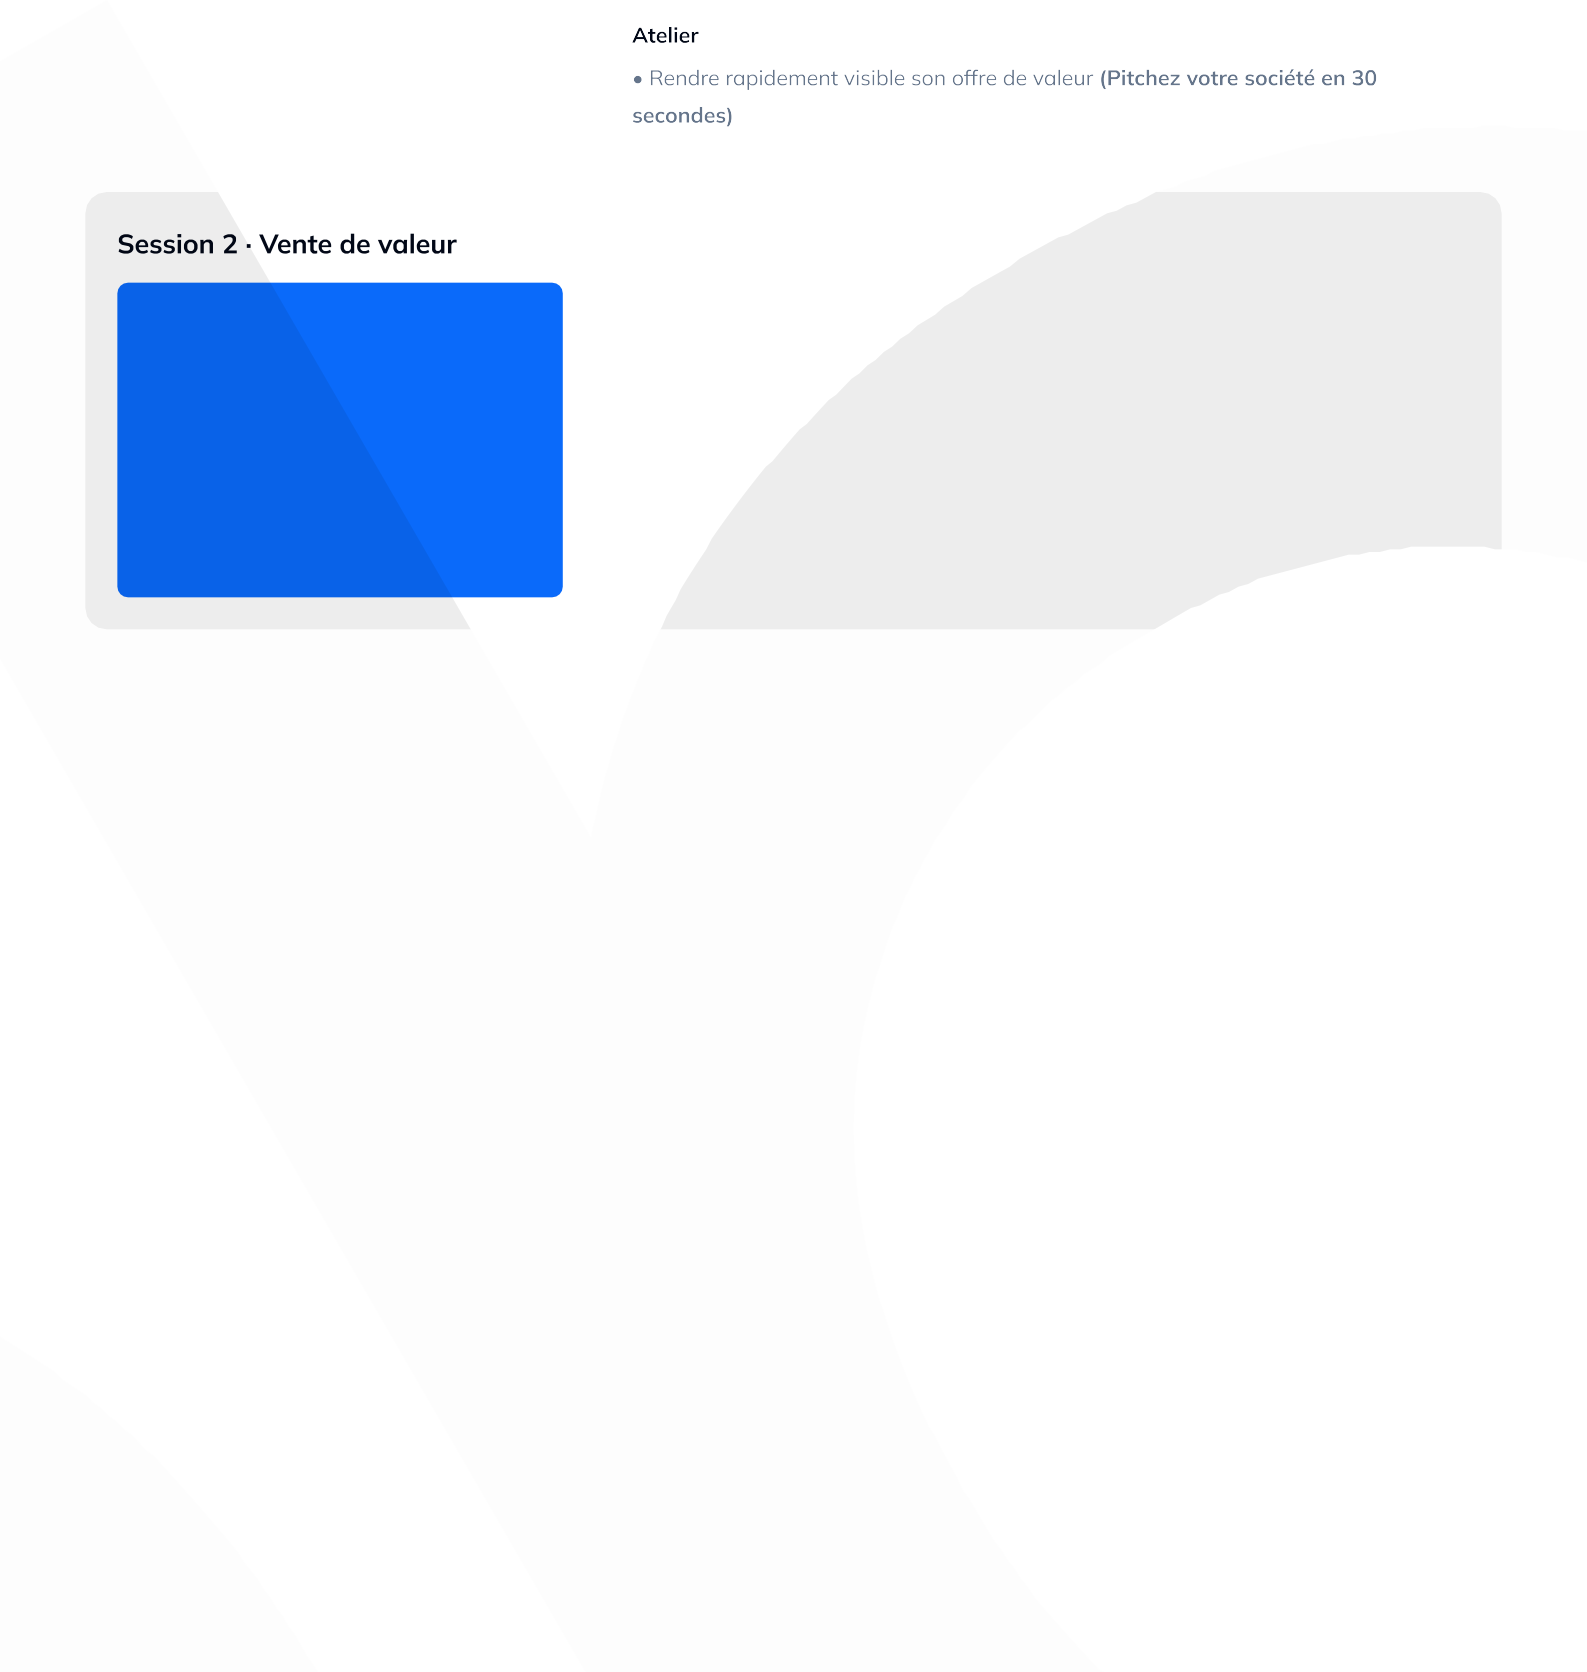 Atelier
• Rendre rapidement visible son offre de valeur (Pitchez votre société en 30
secondes)
Session 2 · Vente de valeur